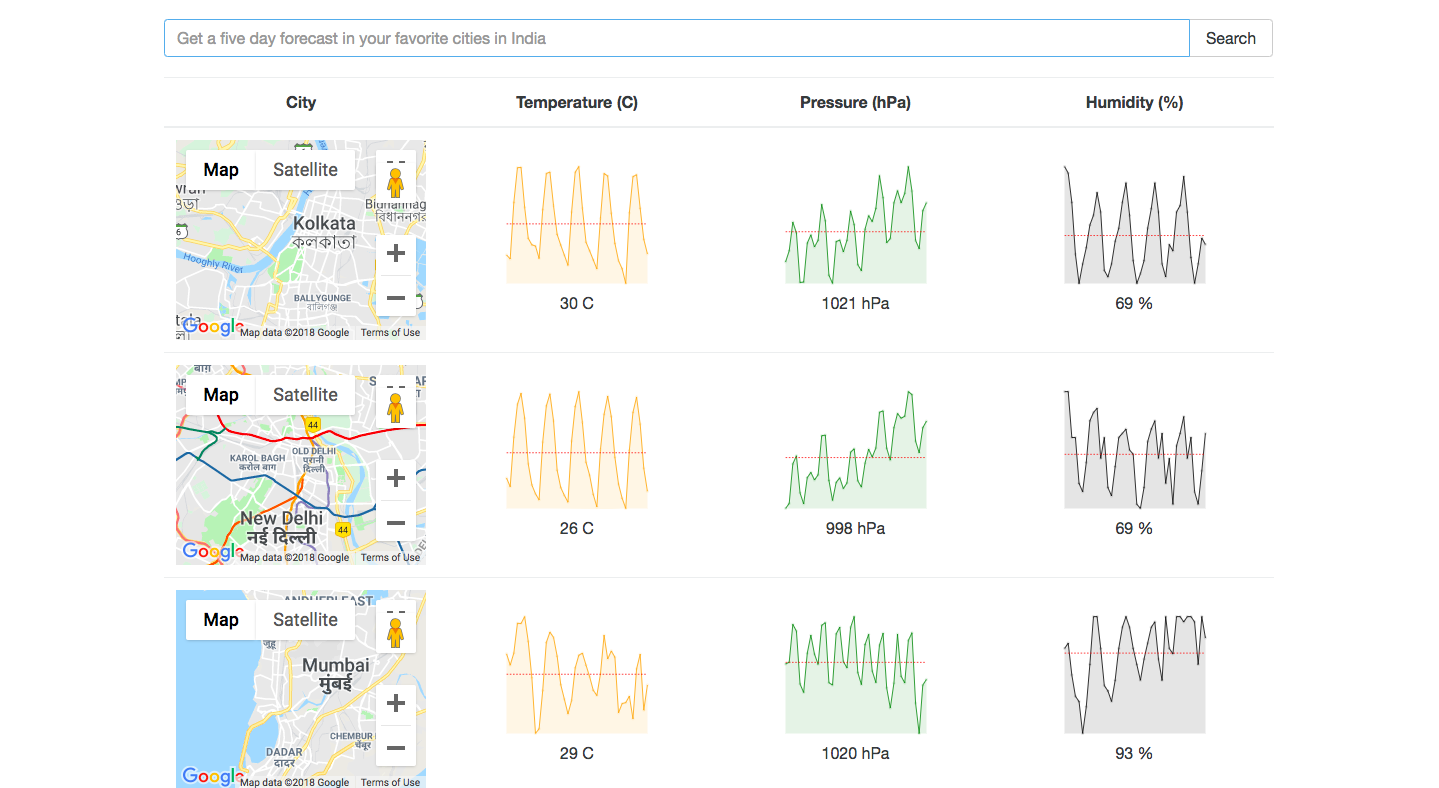 Get a five day forecast in your favorite cities in India
Search
City Temperature (C) Pressure (hPa) Humidity (%)
Map Satellite
Kolkata
কলকাতা
বিধাননগর
Hooghly River
BALLYGUNGE
বালিগঞ্জ
Google Map data ©2018 Google Terms of Use
30 C 1021 hPa 69 %
बाग़
Map Satellite
44
KAROL BAGH
करोल बाग
OLD DELHI
पुरानी
दिल्ली
New Delhi
नई दिल्ली
44
Google Map data ©2018 Google Terms of Use
26 C 998 hPa 69 %
ANDHERI EAST
Map Satellite
जुहू
Mumbai
मुंबई
CHEMBUR
चेंबूर
DADAR
दादर
Google Map data ©2018 Google Terms of Use
29 C 1020 hPa 93 %